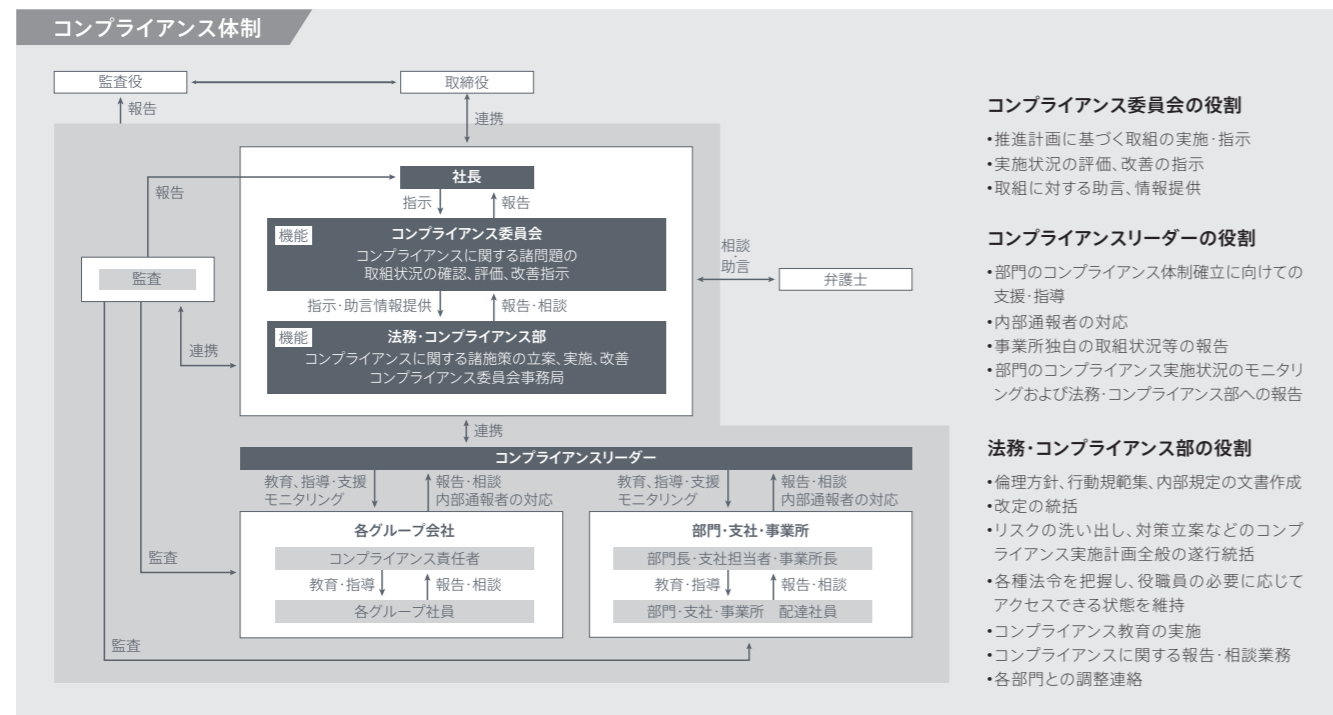 コンプライアンス体制
監査役
取締役
報告
連携
社長
報告
指示
報告
機能
コンプライアンス委員会
コンプライアンスに関する諸問題の
取組状況の確認、評価、改善指示
監査
相談
・
助言
弁護士
指示・助言情報提供
報告・相談
機能
法務・コンプライアンス部
コンプライアンスに関する諸施策の立案、実施、改善
コンプライアンス委員会事務局
連携
連携
コンプライアンスリーダー
教育、指導・支援
モニタリング
報告・相談
内部通報者の対応
教育、指導・支援
モニタリング
報告・相談
内部通報者の対応
各グループ会社
コンプライアンス責任者
教育・指導
報告・相談
各グループ社員
部門・支社・事業所
部門長・支社担当者・事業所長
教育・指導
報告・相談
部門・支社・事業所　配達社員
監査
監査
コンプライアンス委員会の役割
•推進計画に基づく取組の実施・指示
•実施状況の評価、改善の指示
•取組に対する助言、情報提供
コンプライアンスリーダーの役割
•部門のコンプライアンス体制確立に向けての
支援・指導
•内部通報者の対応
•事業所独自の取組状況等の報告
•部門のコンプライアンス実施状況のモニタリ
ングおよび法務・コンプライアンス部への報告
法務・コンプライアンス部の役割
•倫理方針、行動規範集、内部規定の文書作成
•改定の統括
•リスクの洗い出し、対策立案などのコンプ
ライアンス実施計画全般の遂行統括
•各種法令を把握し、役職員の必要に応じて
アクセスできる状態を維持
•コンプライアンス教育の実施
•コンプライアンスに関する報告・相談業務
•各部門との調整連絡